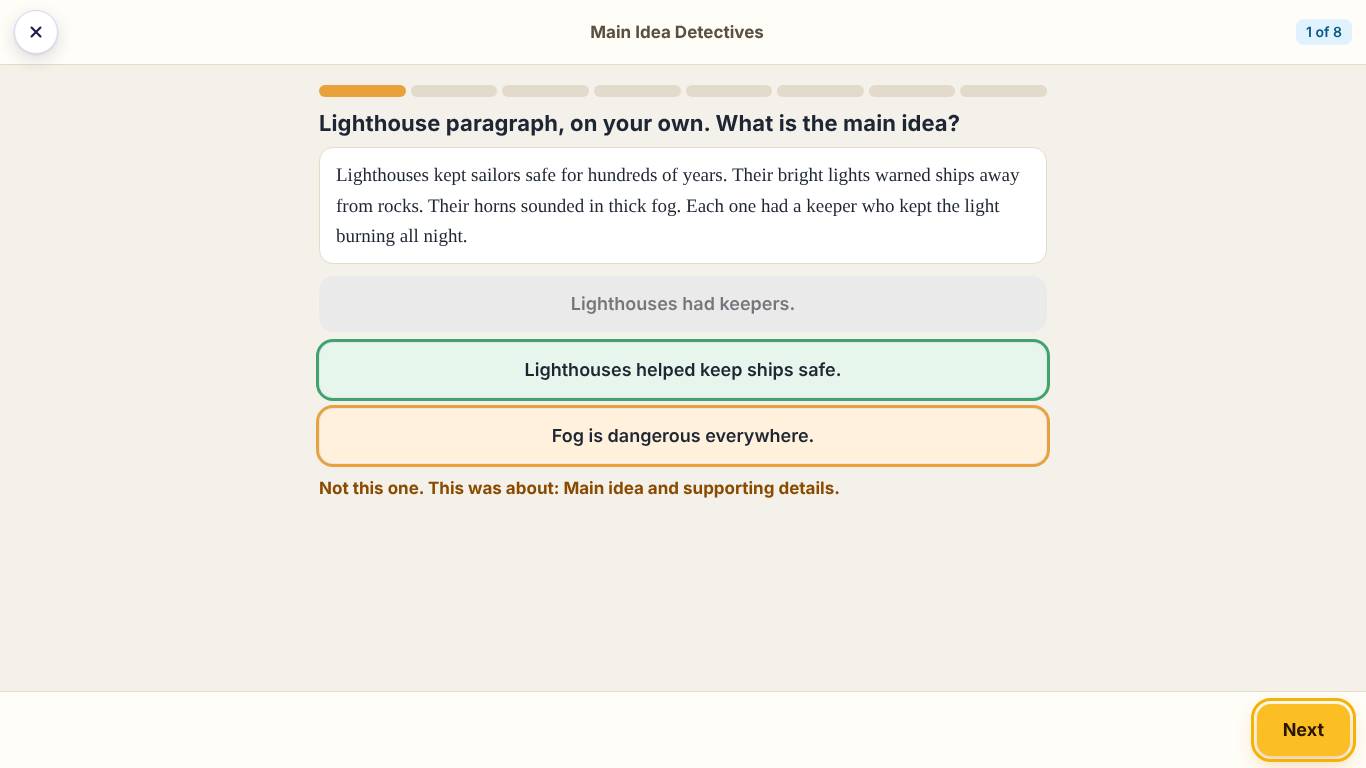 Main Idea Detectives
1 of 8
Lighthouse paragraph, on your own. What is the main idea?
Lighthouses kept sailors safe for hundreds of years. Their bright lights warned ships away
from rocks. Their horns sounded in thick fog. Each one had a keeper who kept the light
burning all night.
Lighthouses had keepers.
Lighthouses helped keep ships safe.
Fog is dangerous everywhere.
Not this one. This was about: Main idea and supporting details.
Next